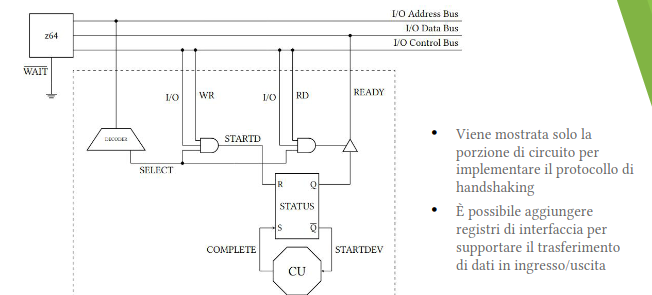 I/O Address Bus
I/O Data Bus
I/O Control Bus
z64
WAIT
I/O
WR
I/O
RD
READY
DECODER
STARTD
SELECT
R
Q
STATUS
S
Q
COMPLETE
STARTDEV
CU
• Viene mostrata solo la
porzione di circuito per
implementare il protocollo di
handshaking
• È possibile aggiungere
registri di interfaccia per
supportare il trasferimento
di dati in ingresso/uscita